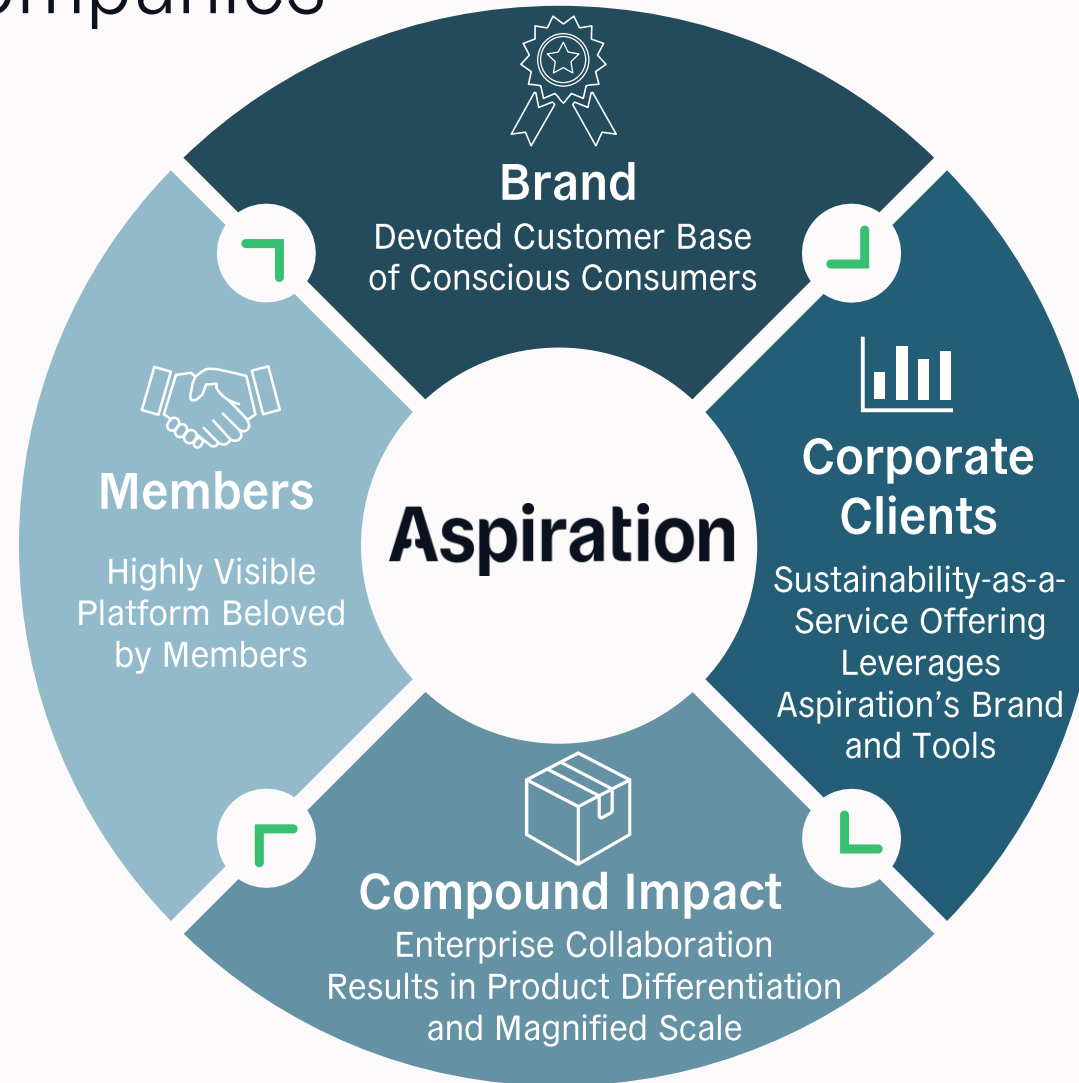 Brand
Devoted Customer Base
of Conscious Consumers
Corporate
Clients
Sustainability-as-a-
Service Offering
Leverages
Aspiration’s Brand
and Tools
Members
Highly Visible
Platform Beloved
by Members
Aspiration
Compound Impact
Enterprise Collaboration
Results in Product Differentiation
and Magnified Scale